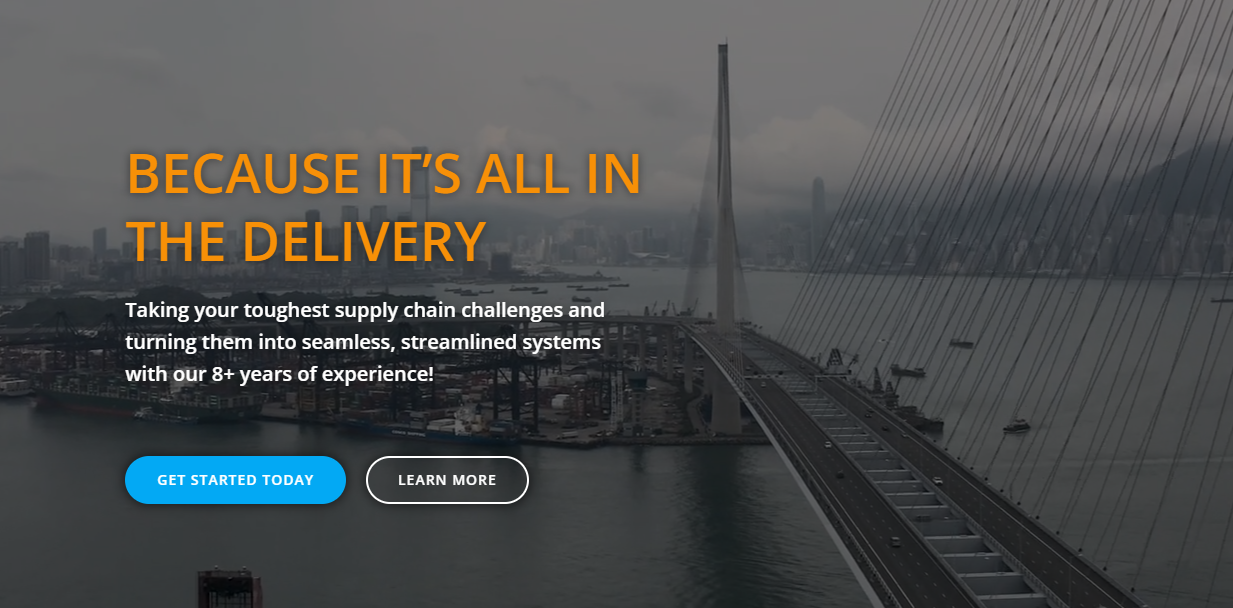 BECAUSE IT’S ALL IN
THE DELIVERY
Taking your toughest supply chain challenges and
turning them into seamless, streamlined systems
with our 8+ years of experience!
GET STARTED TODAY
LEARN MORE